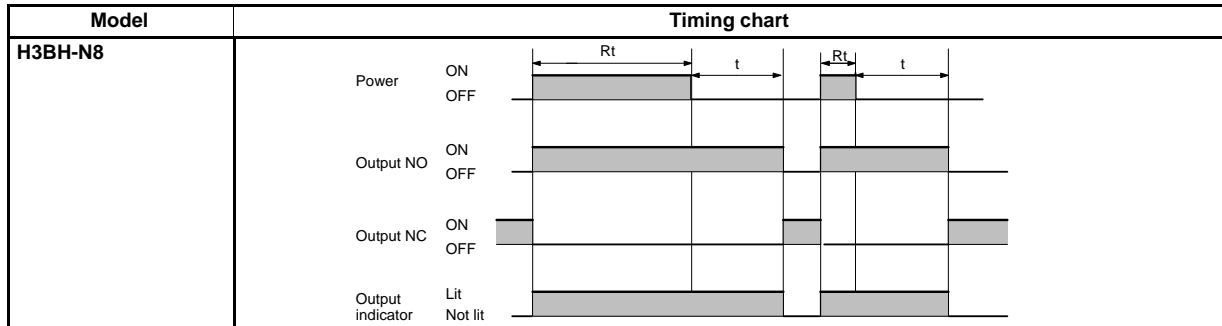 Model Timing chart
H3BH-N8
Rt t Rt t
Power ON
OFF
Output NO ON
OFF
Output NC ON
OFF
Output indicator Lit
Not lit